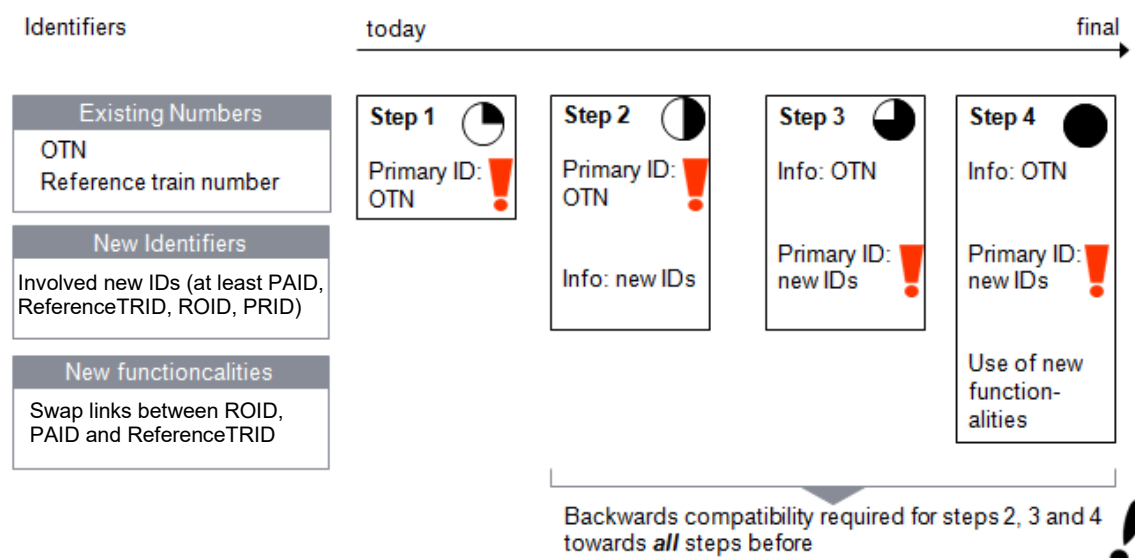 Identifiers
today
final
Existing Numbers
OTN
Reference train number
New Identifiers
Involved new IDs (at least PAID,
ReferenceTRID, ROID, PRID)
New functioncalities
Swap links between ROID,
PAID and ReferenceTRID
Step 1
Primary ID:
OTN
Step 2
Primary ID:
OTN
Info: new IDs
Step 3
Info: OTN
Primary ID:
new IDs
Step 4
Info: OTN
Primary ID:
new IDs
Use of new
function-
alities
Backwards compatibility required for steps 2, 3 and 4
towards all steps before